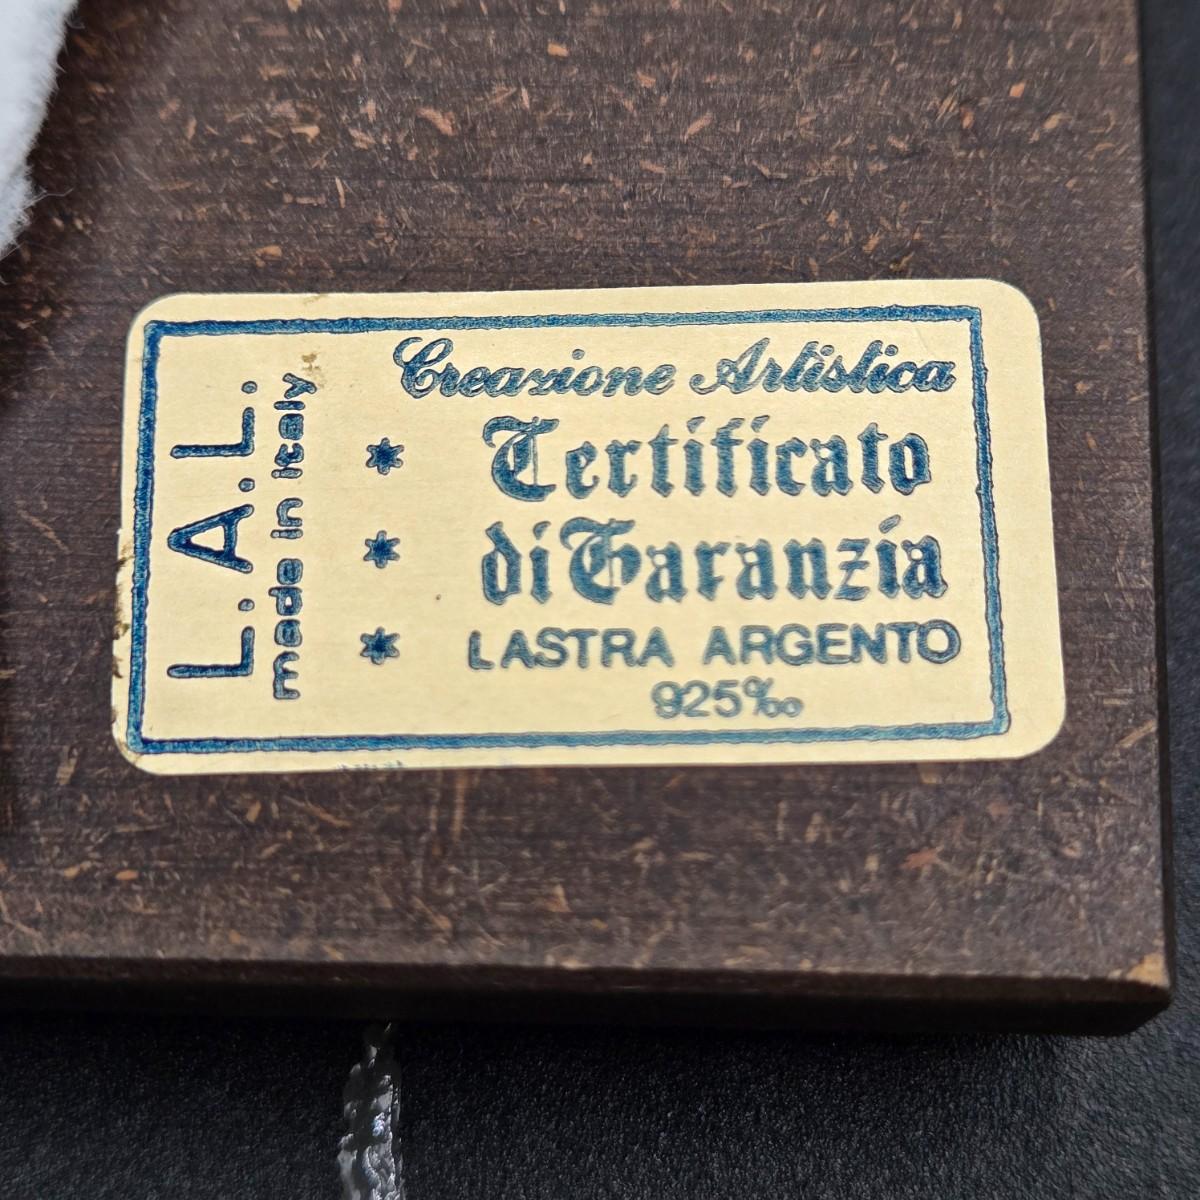 L.A.L.
made in italy
Creazione Artistica
Certificato
di Garanzia
LASTRA ARGENTO
925‰